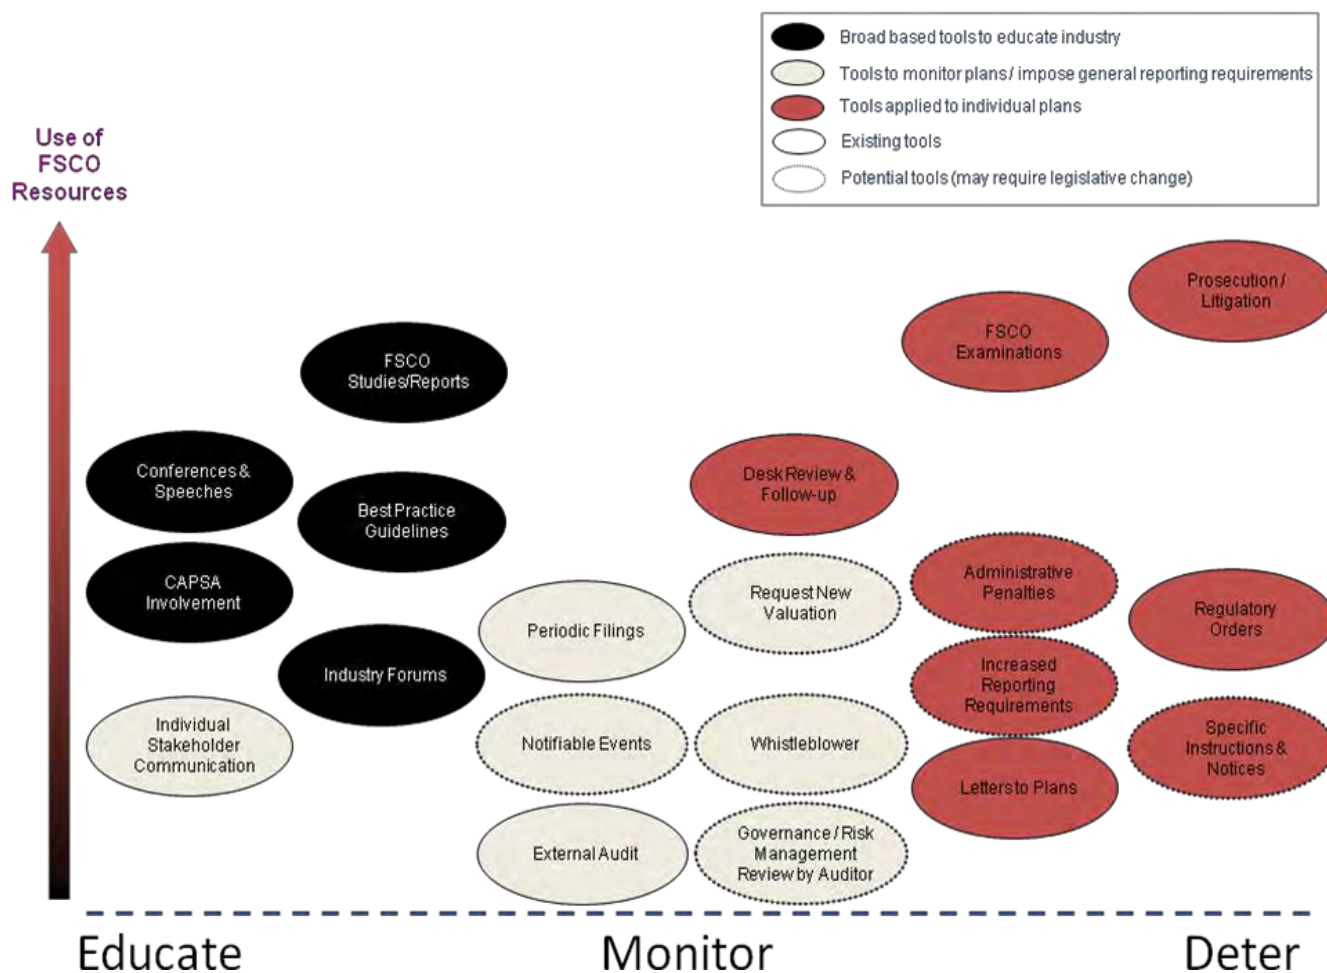 Broad based tools to educate industry
Tools to monitor plans / impose general reporting requirements
Tools applied to individual plans
Existing tools
Potential tools (may require legislative change)
Use of
FSCO
Resources
Prosecution /
Litigation
FSCO
Examinations
FSCO
Studies/Reports
Conferences &
Speeches
Desk Review &
Follow-up
Best Practice
Guidelines
CAPSA
Involvement
Administrative
Penalties
Request New
Valuation
Regulatory
Orders
Periodic Filings
Industry Forums
Increased
Reporting
Requirements
Individual
Stakeholder
Communication
Notifiable Events
Whistleblower
Specific
Instructions &
Notices
Letters to Plans
External Audit
Governance / Risk
Management
Review by Auditor
Educate
Monitor
Deter